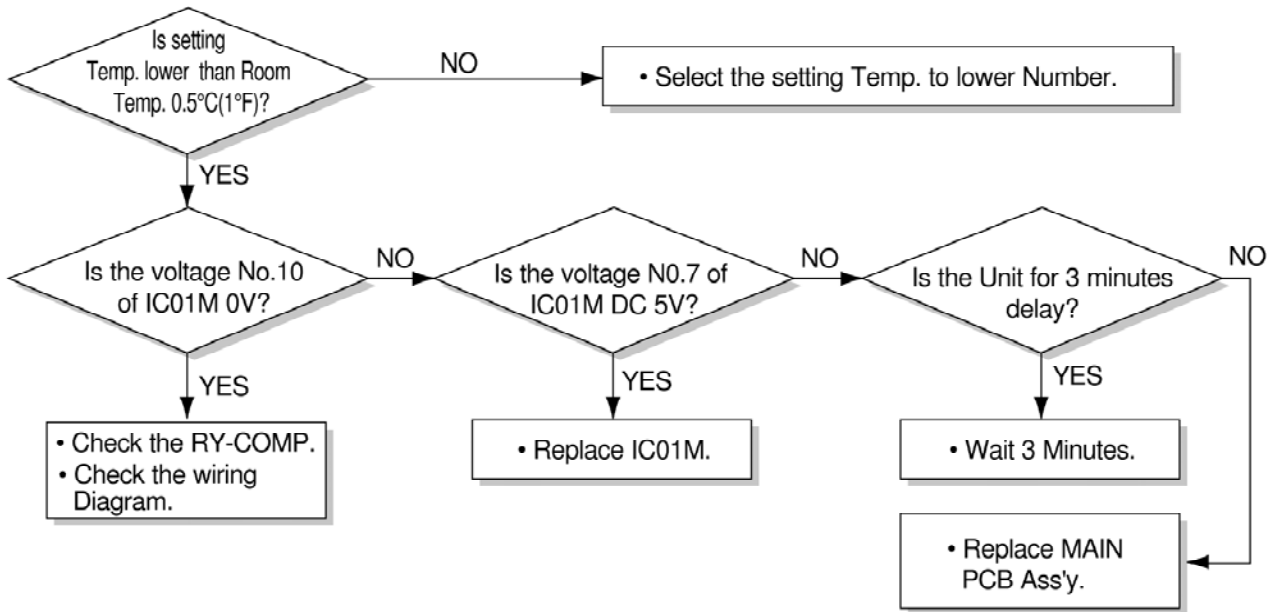 Is setting
Temp. lower than Room
Temp. 0.5°C(1°F)?
NO
• Select the setting Temp. to lower Number.
YES
Is the voltage No.10
of IC01M 0V?
NO
Is the voltage N0.7 of
IC01M DC 5V?
NO
Is the Unit for 3 minutes
delay?
NO
YES
• Check the RY-COMP.
• Check the wiring
Diagram.
YES
• Replace IC01M.
YES
• Wait 3 Minutes.
• Replace MAIN
PCB Ass'y.